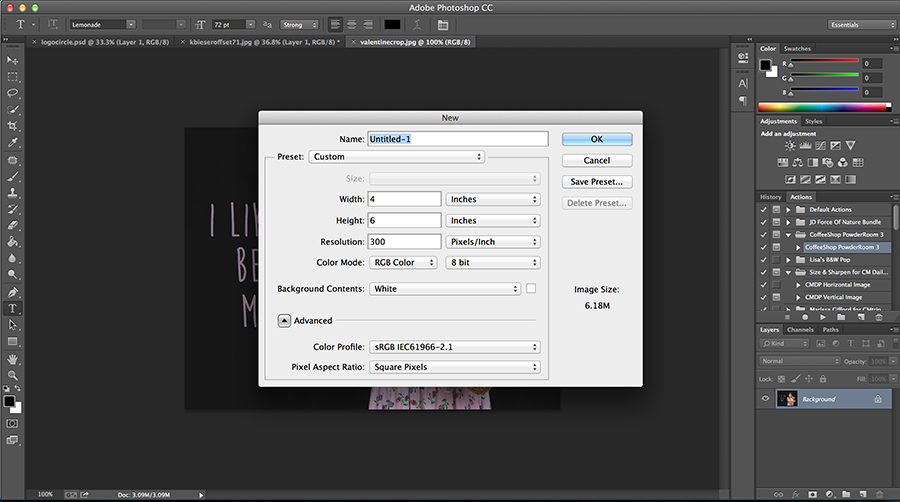 Adobe Photoshop CC
T Lemonade 72 pt aa Strong Essentials
× logocircle.psd @ 33.3% (Layer 1, RGB/8) × kbieseroffset71.jpg @ 36.8% (Layer 1, RGB/8) * × valentinecrop.jpg @ 100% (RGB/8)
New
Name: Untitled-1 OK
Preset: Custom Cancel
Size: Save Preset...
Width: 4 Inches Delete Preset...
Height: 6 Inches
Resolution: 300 Pixels/Inch
Color Mode: RGB Color 8 bit
Background Contents: White
Image Size:
6.18M
Advanced
Color Profile: sRGB IEC61966-2.1
Pixel Aspect Ratio: Square Pixels
I LI
BE
M
Color Swatches
R 0
G 0
B 0
Adjustments Styles
Add an adjustment
History Actions
Default Actions
JD Force Of Nature Bundle
CoffeeShop PowderRoom 3
CoffeeShop PowderRoom 3
Lisa's B&W Pop
Size & Sharpen for CM Daily...
CMDP Horizontal Image
CMDP Vertical Image
Marissa Gifford for CMtrip...
Layers Channels Paths
Kind
Normal Opacity: 100%
Lock: Fill: 100%
Background
100% Doc: 3.09M/3.09M